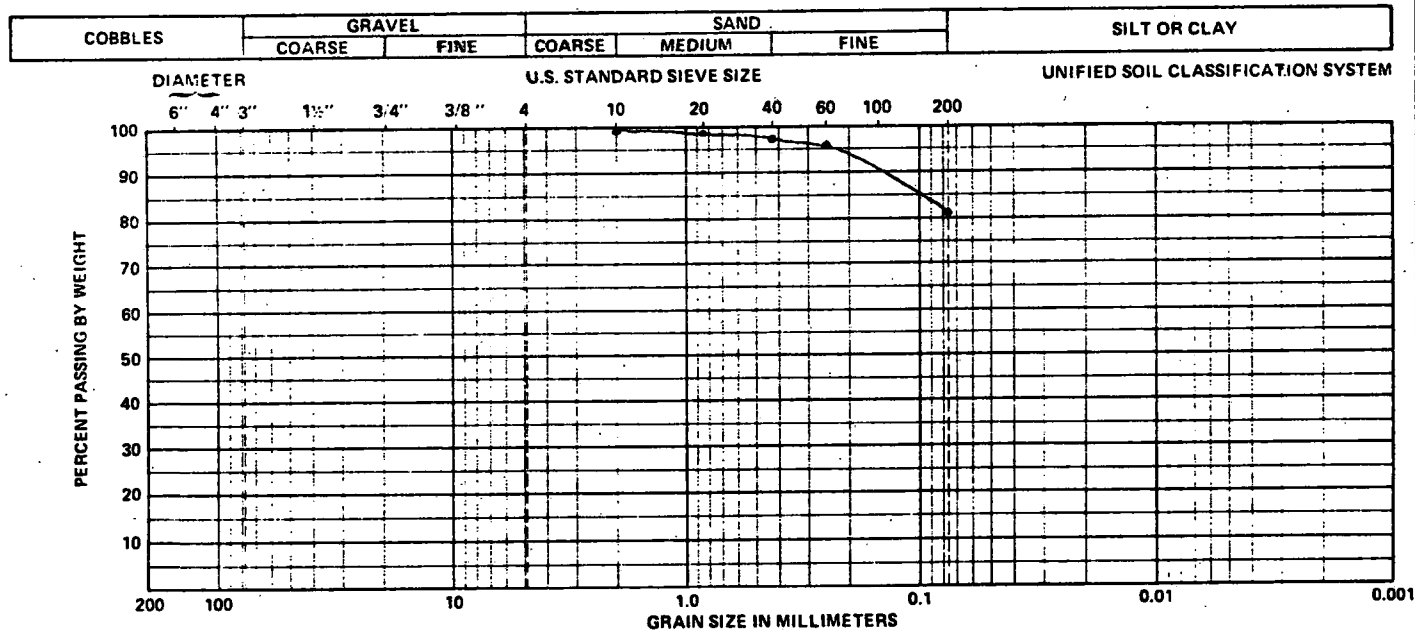 COBBLES GRAVEL SAND SILT OR CLAY
COARSE FINE COARSE MEDIUM FINE
DIAMETER U.S. STANDARD SIEVE SIZE UNIFIED SOIL CLASSIFICATION SYSTEM
6" 4" 3" 1½" 3/4" 3/8" 4 10 20 40 60 100 200
100
90
80
70
60
50
40
30
20
10
PERCENT PASSING BY WEIGHT
200 100 10 1.0 0.1 0.01 0.001
GRAIN SIZE IN MILLIMETERS